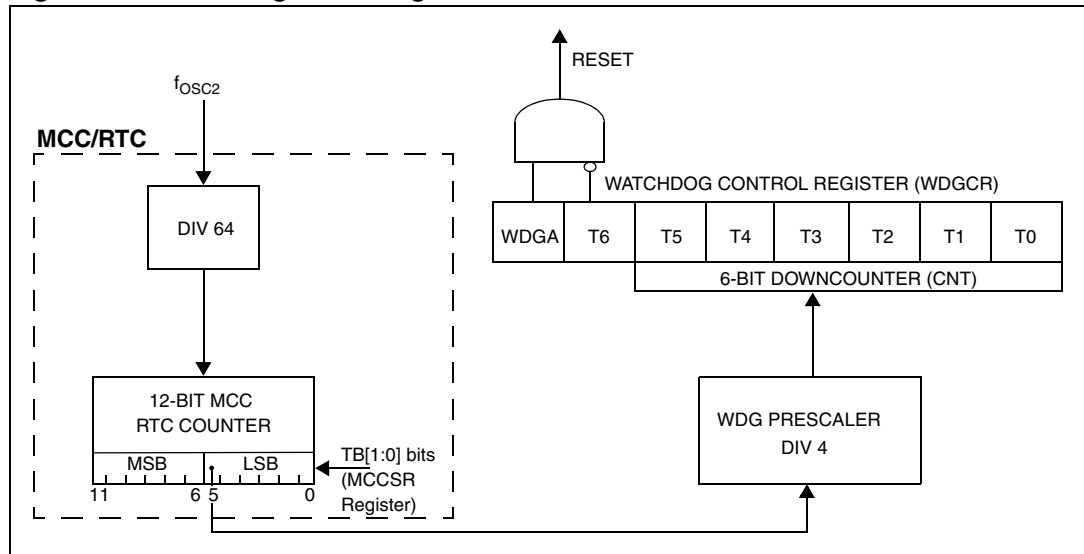 RESET
fOSC2
MCC/RTC
DIV 64
WATCHDOG CONTROL REGISTER (WDGCR)
WDGA T6 T5 T4 T3 T2 T1 T0
6-BIT DOWNCOUNTER (CNT)
12-BIT MCC
RTC COUNTER
MSB LSB
11 6 5 0
TB[1:0] bits
(MCCSR
Register)
WDG PRESCALER
DIV 4